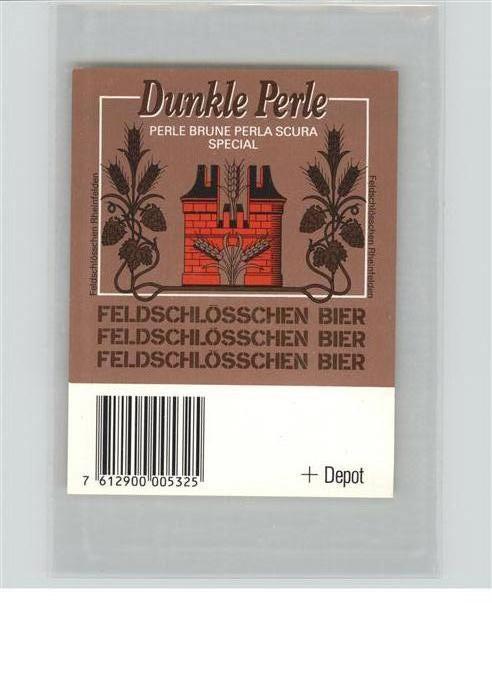 Dunkle Perle
PERLE BRUNE PERLA SCURA
SPECIAL
Feldschlösschen Rheinfelden
Feldschlösschen Rheinfelden
FELDSCHLÖSSCHEN BIER
FELDSCHLÖSSCHEN BIER
FELDSCHLÖSSCHEN BIER
7 612900 005325
+ Depot